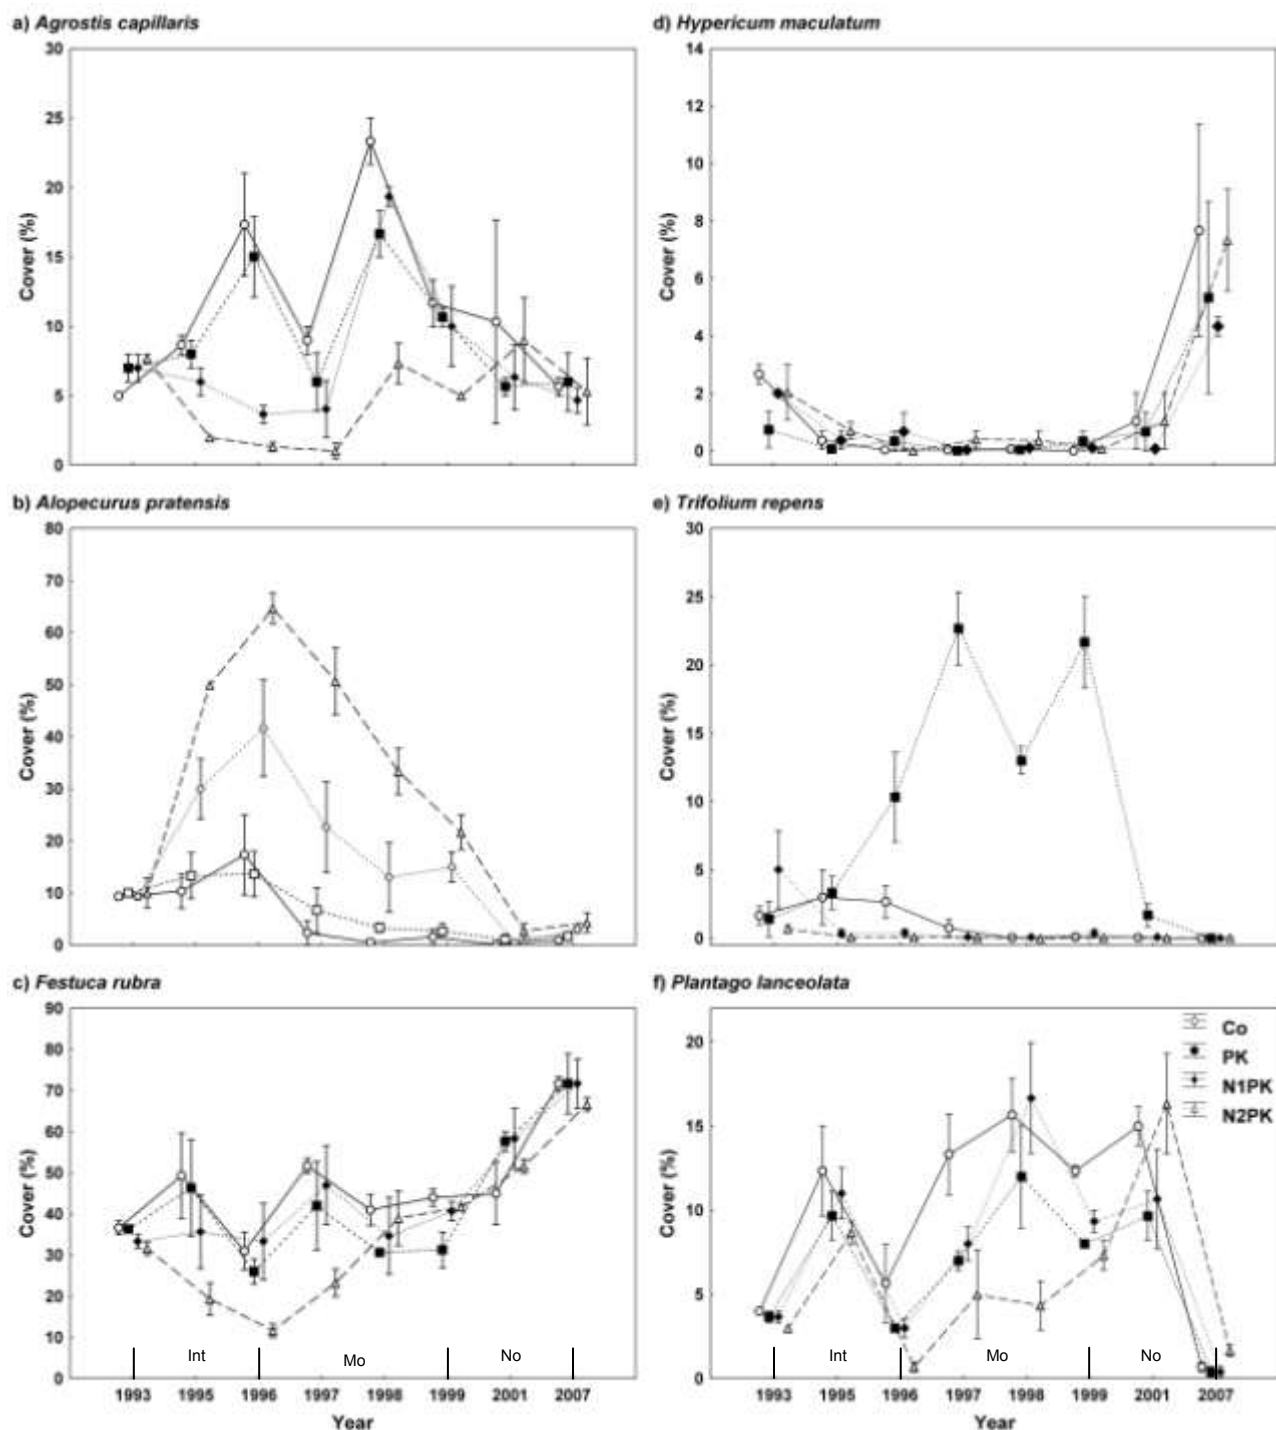 a) Agrostis capillaris
30
25
20
15
10
5
0
Cover (%)
d) Hypericum maculatum
14
12
10
8
6
4
2
0
Cover (%)
b) Alopecurus pratensis
80
70
60
50
40
30
20
10
0
Cover (%)
e) Trifolium repens
30
25
20
15
10
5
0
Cover (%)
c) Festuca rubra
90
80
70
60
50
40
30
20
10
0
Cover (%)
Int Mo No
1993 1995 1996 1997 1998 1999 2001 2007
Year
f) Plantago lanceolata
20
15
10
5
0
Cover (%)
Co
PK
N1PK
N2PK
Int Mo No
1993 1995 1996 1997 1998 1999 2001 2007
Year